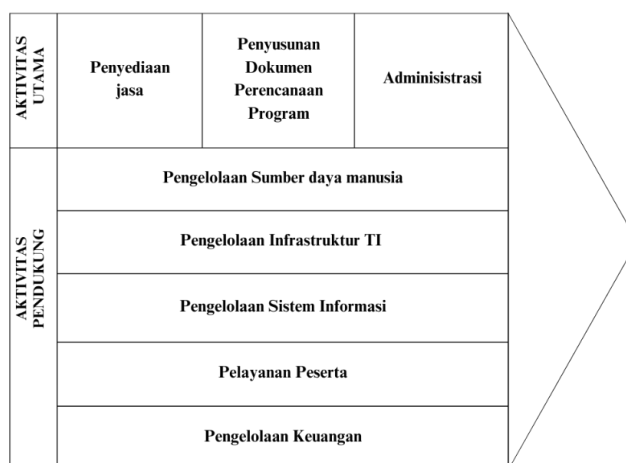 AKTIVITAS
UTAMA
Penyediaan
jasa
Penyusunan
Dokumen
Perencanaan
Program
Adminisistrasi
AKTIVITAS
PENDUKUNG
Pengelolaan Sumber daya manusia
Pengelolaan Infrastruktur TI
Pengelolaan Sistem Informasi
Pelayanan Peserta
Pengelolaan Keuangan